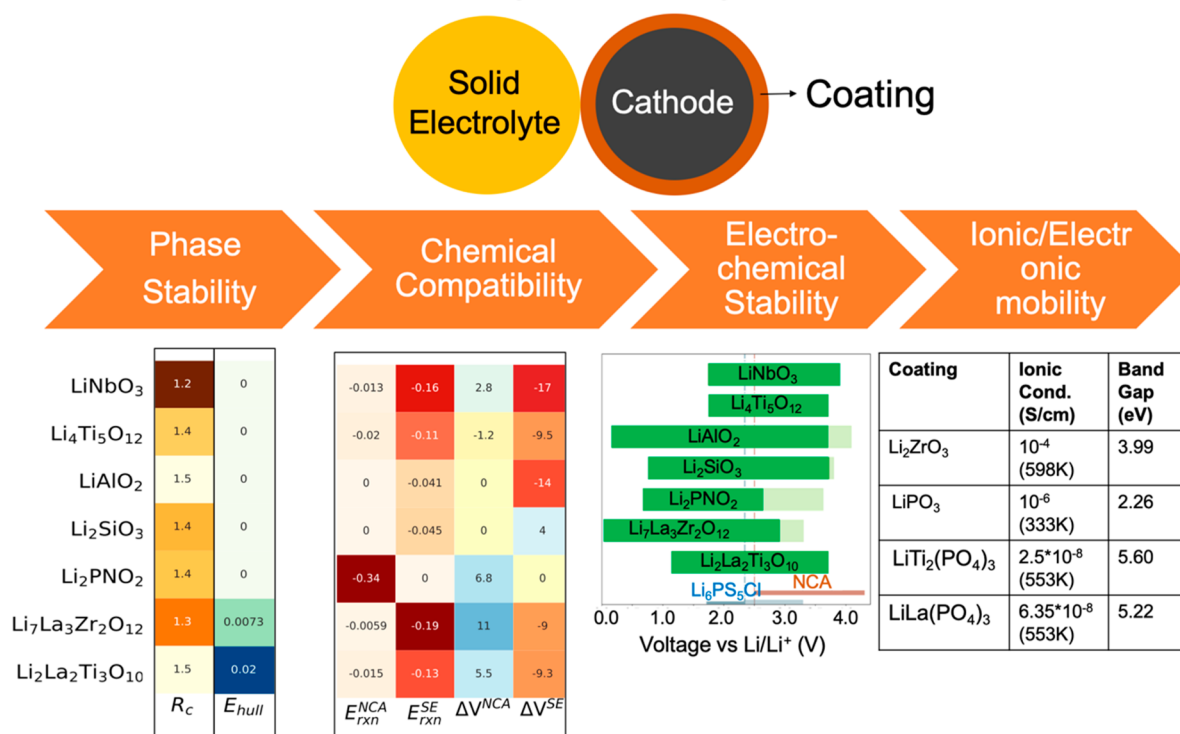 Solid
Electrolyte
Cathode
Coating
Phase
Stability
Chemical
Compatibility
Electro-
chemical
Stability
Ionic/Electr
onic
mobility
LiNbO₃ 1.2 0
Li₄Ti₅O₁₂ 1.4 0
LiAlO₂ 1.5 0
Li₂SiO₃ 1.4 0
Li₂PNO₂ 1.4 0
Li₇La₃Zr₂O₁₂ 1.3 0.0073
Li₂La₂Ti₃O₁₀ 1.5 0.02
R_c E_hull
-0.013 -0.16 2.8 -17
-0.02 -0.11 -1.2 -9.5
0 -0.041 0 -14
0 -0.045 0 4
-0.34 0 6.8 0
-0.0059 -0.19 11 -9
-0.015 -0.13 5.5 -9.3
E_rxn^NCA E_rxn^SE ΔV^NCA ΔV^SE
LiNbO₃
Li₄Ti₅O₁₂
LiAlO₂
Li₂SiO₃
Li₂PNO₂
Li₇La₃Zr₂O₁₂
Li₂La₂Ti₃O₁₀
Li₆PS₅Cl NCA
0.0 1.0 2.0 3.0 4.0
Voltage vs Li/Li⁺ (V)
Coating Ionic Band
Cond. Gap
(S/cm) (eV)
Li₂ZrO₃ 10⁻⁴ 3.99
(598K)
LiPO₃ 10⁻⁶ 2.26
(333K)
LiTi₂(PO₄)₃ 2.5*10⁻⁸ 5.60
(553K)
LiLa(PO₄)₃ 6.35*10⁻⁸ 5.22
(553K)